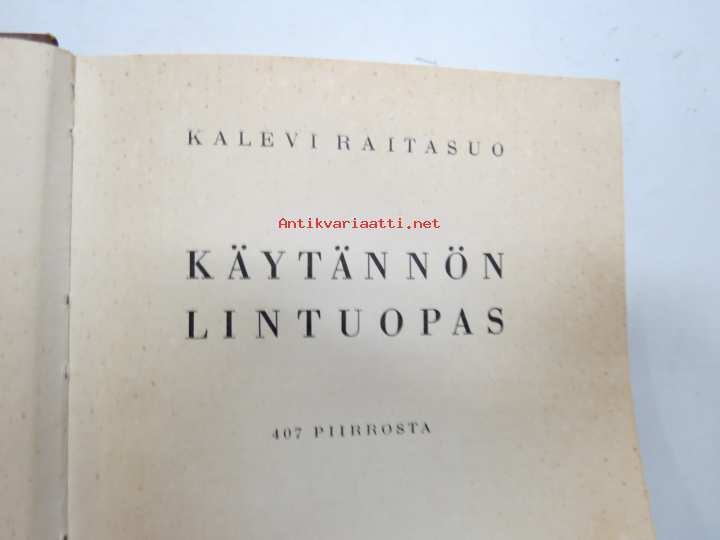 KALEVI RAITASUO
Antikvariaatti.net
KÄYTÄNNÖN
LINTUOPAS
407 PIIRROSTA